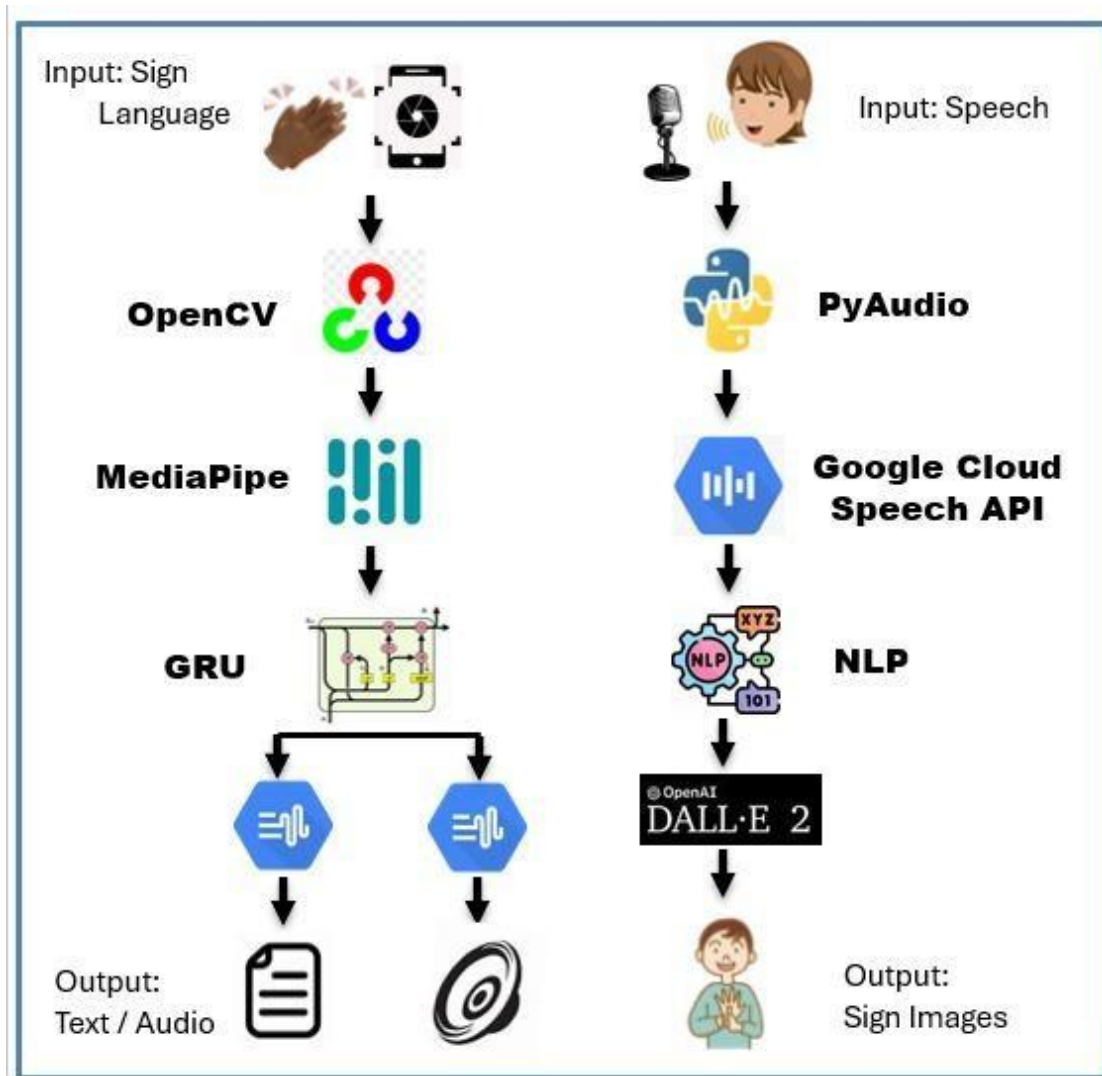 Input: Sign
Language
Input: Speech
OpenCV
PyAudio
MediaPipe
Google Cloud
Speech API
GRU
NLP
XYZ
NLP
101
OpenAI
DALL·E 2
Output:
Text / Audio
Output:
Sign Images